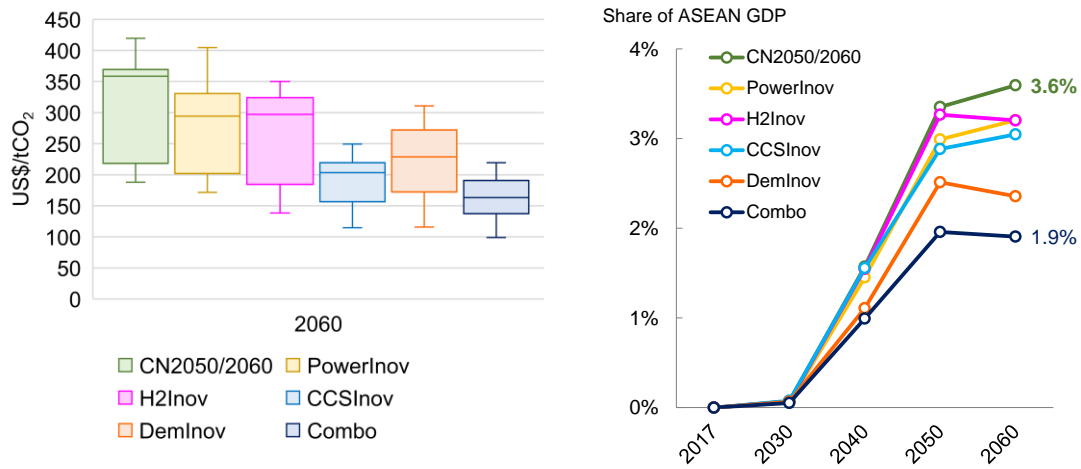 450
400
350
300
250
200
150
100
50
0
US$/tCO₂
2060
CN2050/2060 PowerInov
H2Inov CCSInov
DemInov Combo
Share of ASEAN GDP
4%
3%
2%
1%
0%
CN2050/2060
PowerInov
H2Inov
CCSInov
DemInov
Combo
3.6%
1.9%
2017 2030 2040 2050 2060